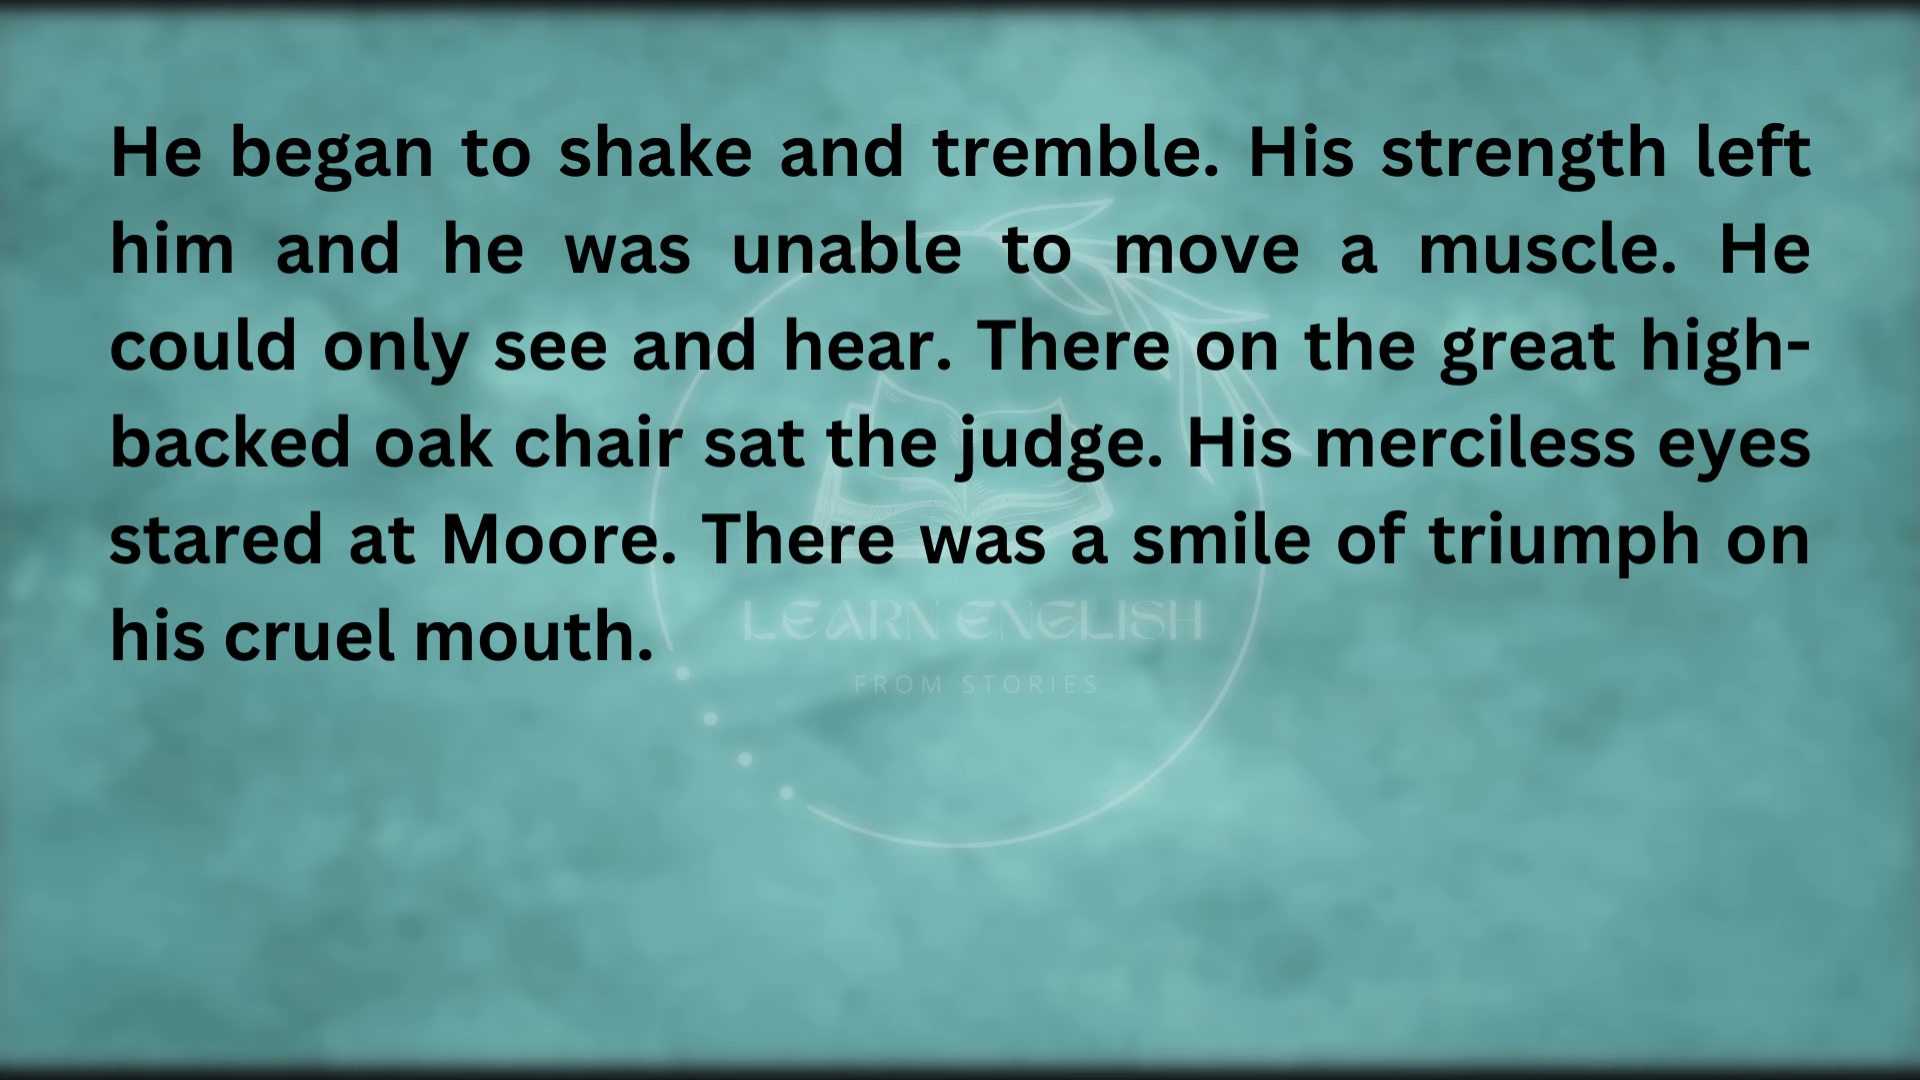 He began to shake and tremble. His strength left
him and he was unable to move a muscle. He
could only see and hear. There on the great high-
backed oak chair sat the judge. His merciless eyes
stared at Moore. There was a smile of triumph on
his cruel mouth.
LEARN ENGLISH
FROM STORIES